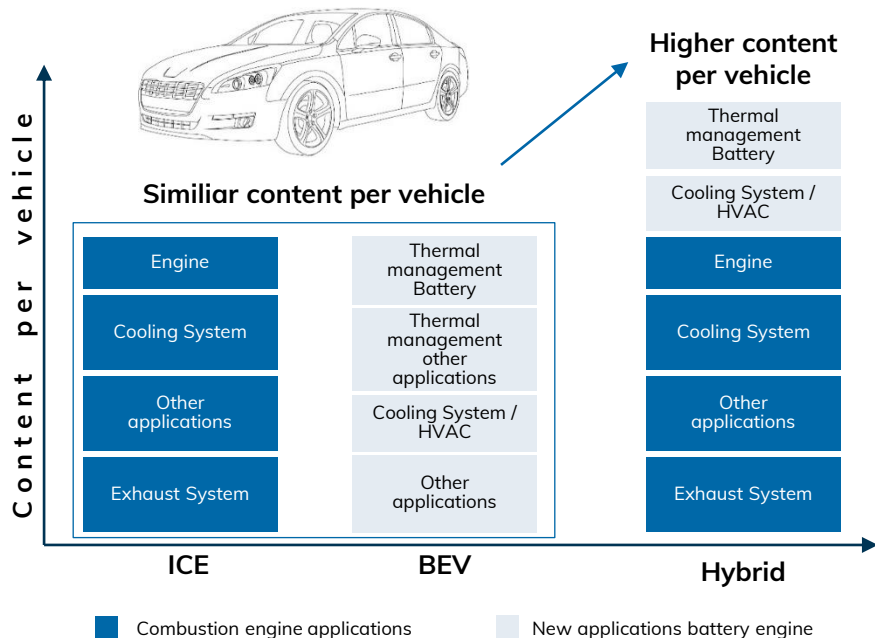 Higher content
per vehicle
Content per vehicle
Similiar content per vehicle
Engine
Cooling System
Other
applications
Exhaust System
Thermal
management
Battery
Thermal
management
other
applications
Cooling System /
HVAC
Other
applications
Thermal
management
Battery
Cooling System /
HVAC
Engine
Cooling System
Other
applications
Exhaust System
ICE
BEV
Hybrid
Combustion engine applications
New applications battery engine